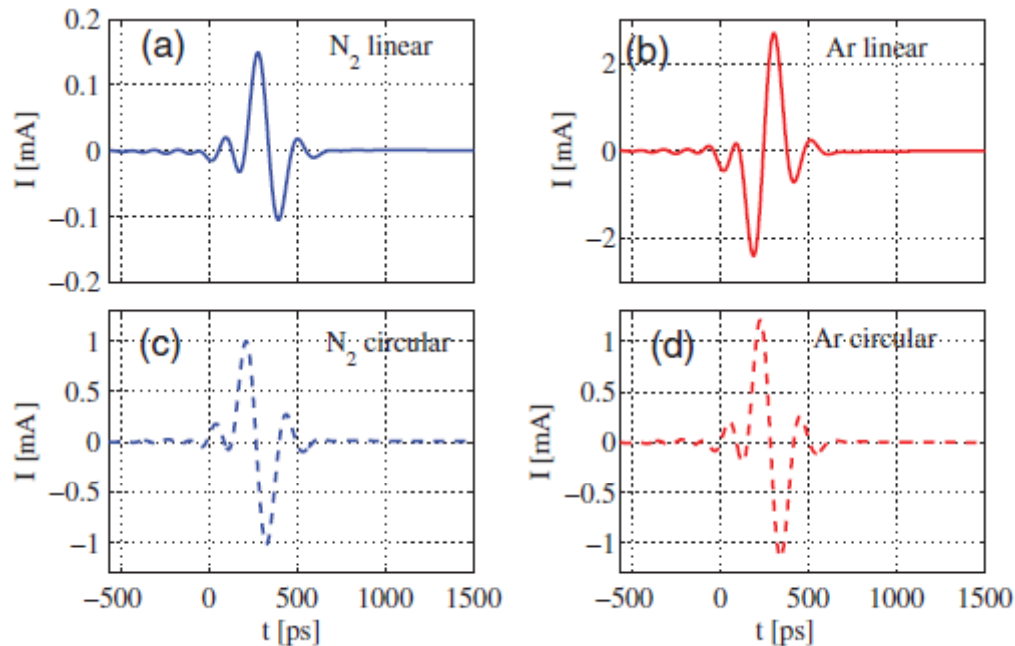 (a) N₂ linear
I [mA]
0.2
0.1
0
−0.1
−0.2
(b) Ar linear
I [mA]
2
0
−2
(c) N₂ circular
I [mA]
1
0.5
0
−0.5
−1
−500 0 500 1000 1500
t [ps]
(d) Ar circular
I [mA]
1
0.5
0
−0.5
−1
−500 0 500 1000 1500
t [ps]